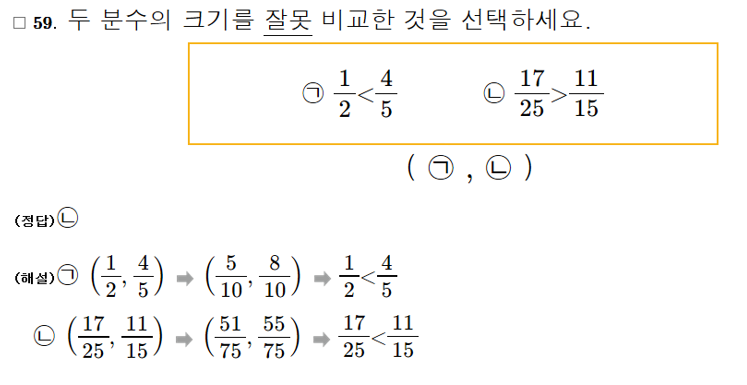 □ 59. 두 분수의 크기를 잘못 비교한 것을 선택하세요.
㉠ 1/2 < 4/5 ㉡ 17/25 > 11/15
( ㉠ , ㉡ )
(정답) ㉡
(해설) ㉠ (1/2, 4/5) ➡ (5/10, 8/10) ➡ 1/2 < 4/5
㉡ (17/25, 11/15) ➡ (51/75, 55/75) ➡ 17/25 < 11/15